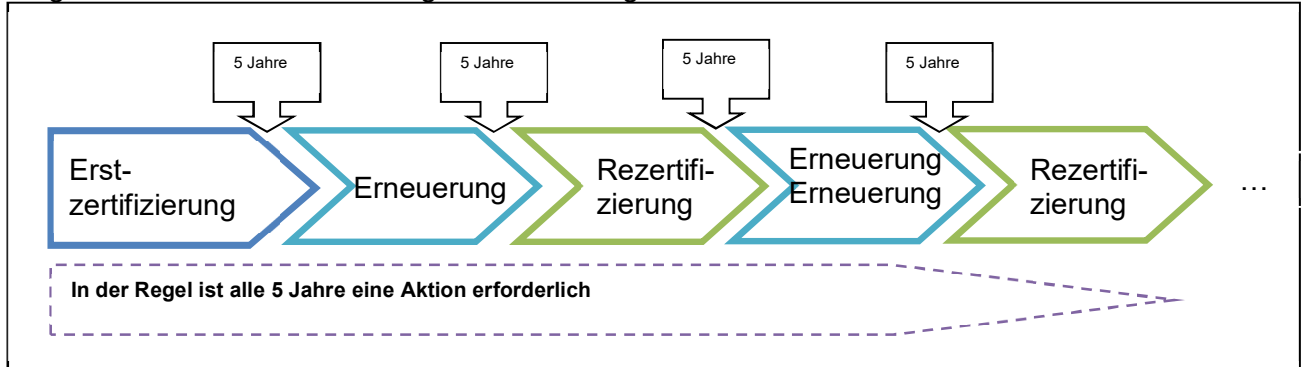 5 Jahre
5 Jahre
5 Jahre
5 Jahre
Erst-
zertifizierung
Erneuerung
Rezertifi-
zierung
Erneuerung
Erneuerung
Rezertifi-
zierung
...
In der Regel ist alle 5 Jahre eine Aktion erforderlich